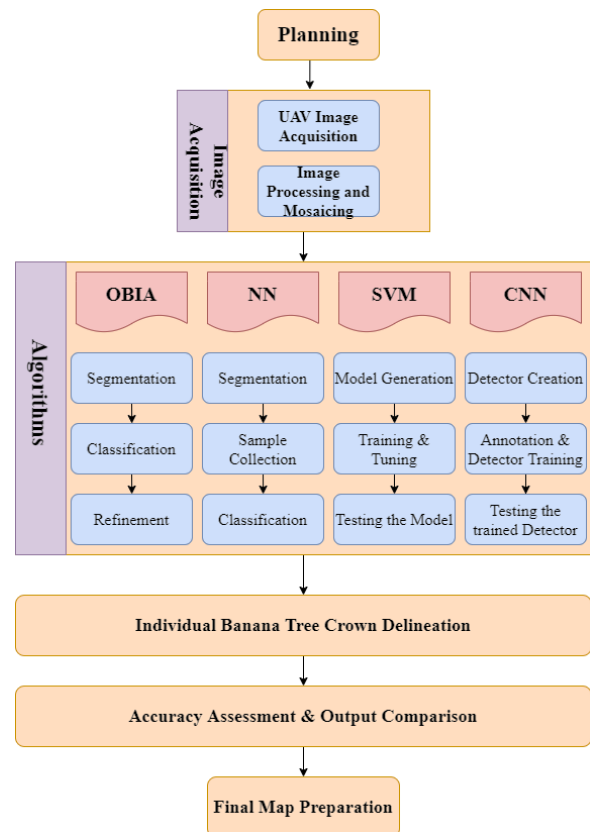 Planning
Image
Acquisition
UAV Image
Acquisition
Image
Processing and
Mosaicing
Algorithms
OBIA
NN
SVM
CNN
Segmentation
Segmentation
Model Generation
Detector Creation
Classification
Sample
Collection
Training &
Tuning
Annotation &
Detector Training
Refinement
Classification
Testing the Model
Testing the
trained Detector
Individual Banana Tree Crown Delineation
Accuracy Assessment & Output Comparison
Final Map Preparation